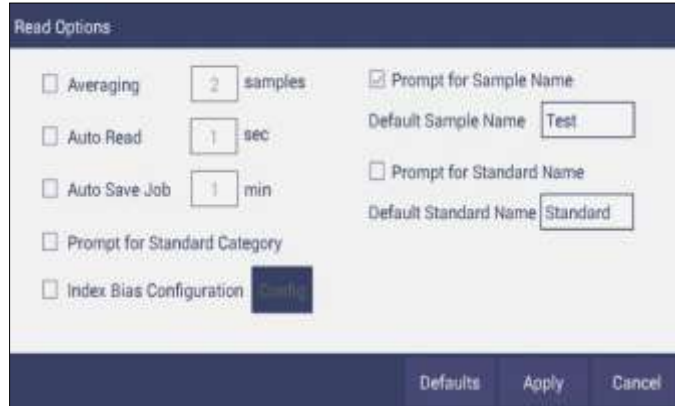 Read Options
Averaging 2 samples
Auto Read 1 sec
Auto Save Job 1 min
Prompt for Standard Category
Index Bias Configuration Config
Prompt for Sample Name
Default Sample Name Test
Prompt for Standard Name
Default Standard Name Standard
Defaults Apply Cancel